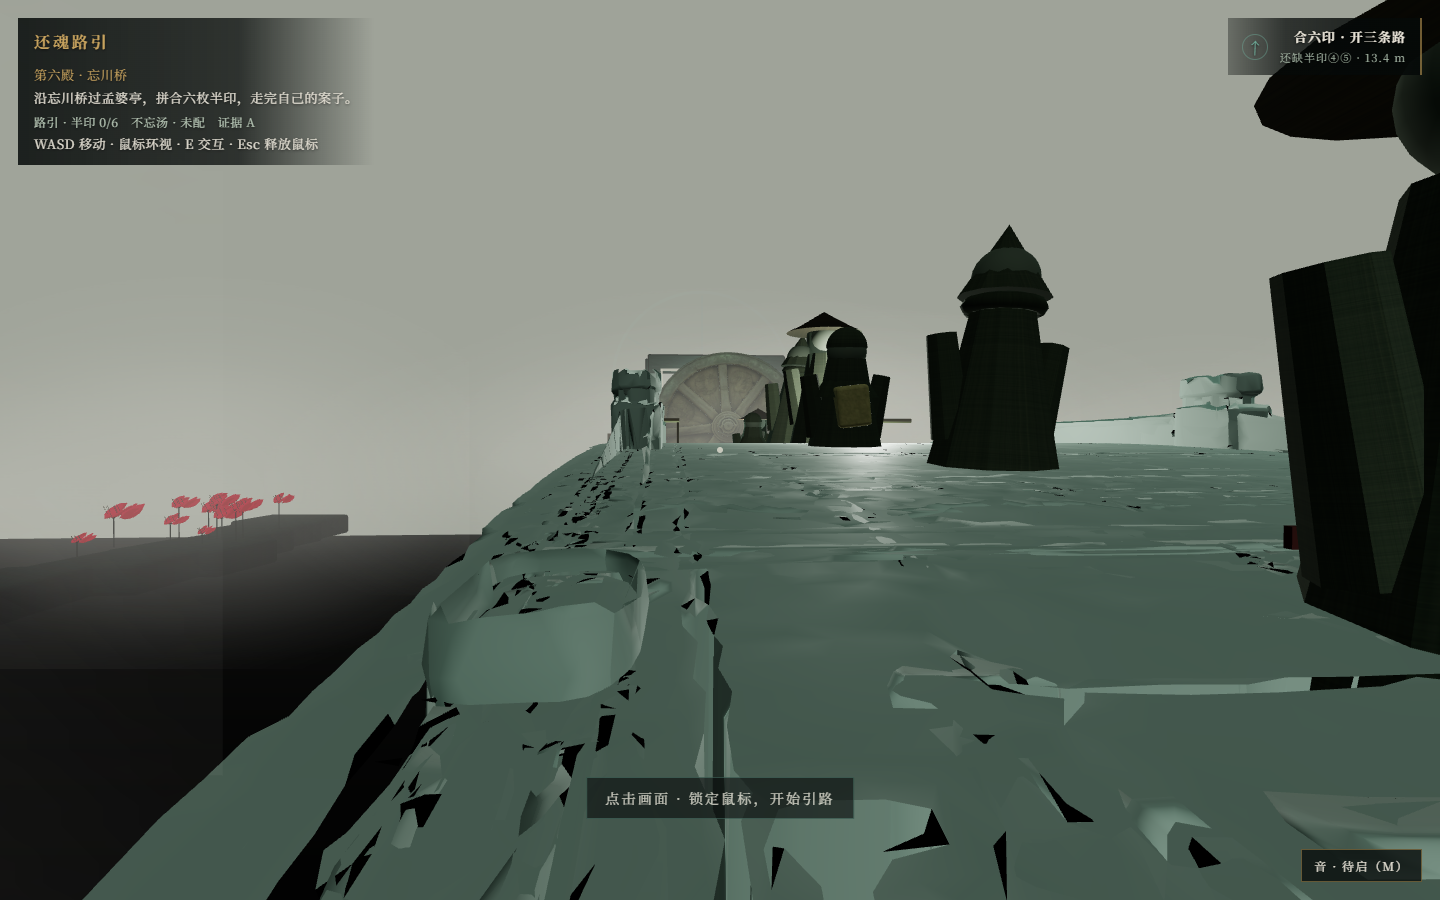 还魂路引
第六殿 · 忘川桥
沿忘川桥过孟婆亭，拼合六枚半印，走完自己的案子。
路引 · 半印 0/6 不忘汤 · 未配 证据 A
WASD 移动 · 鼠标环视 · E 交互 · Esc 释放鼠标
合六印 · 开三条路
还缺半印④⑤ · 13.4 m
点击画面 · 锁定鼠标，开始引路
音 · 待启（M）